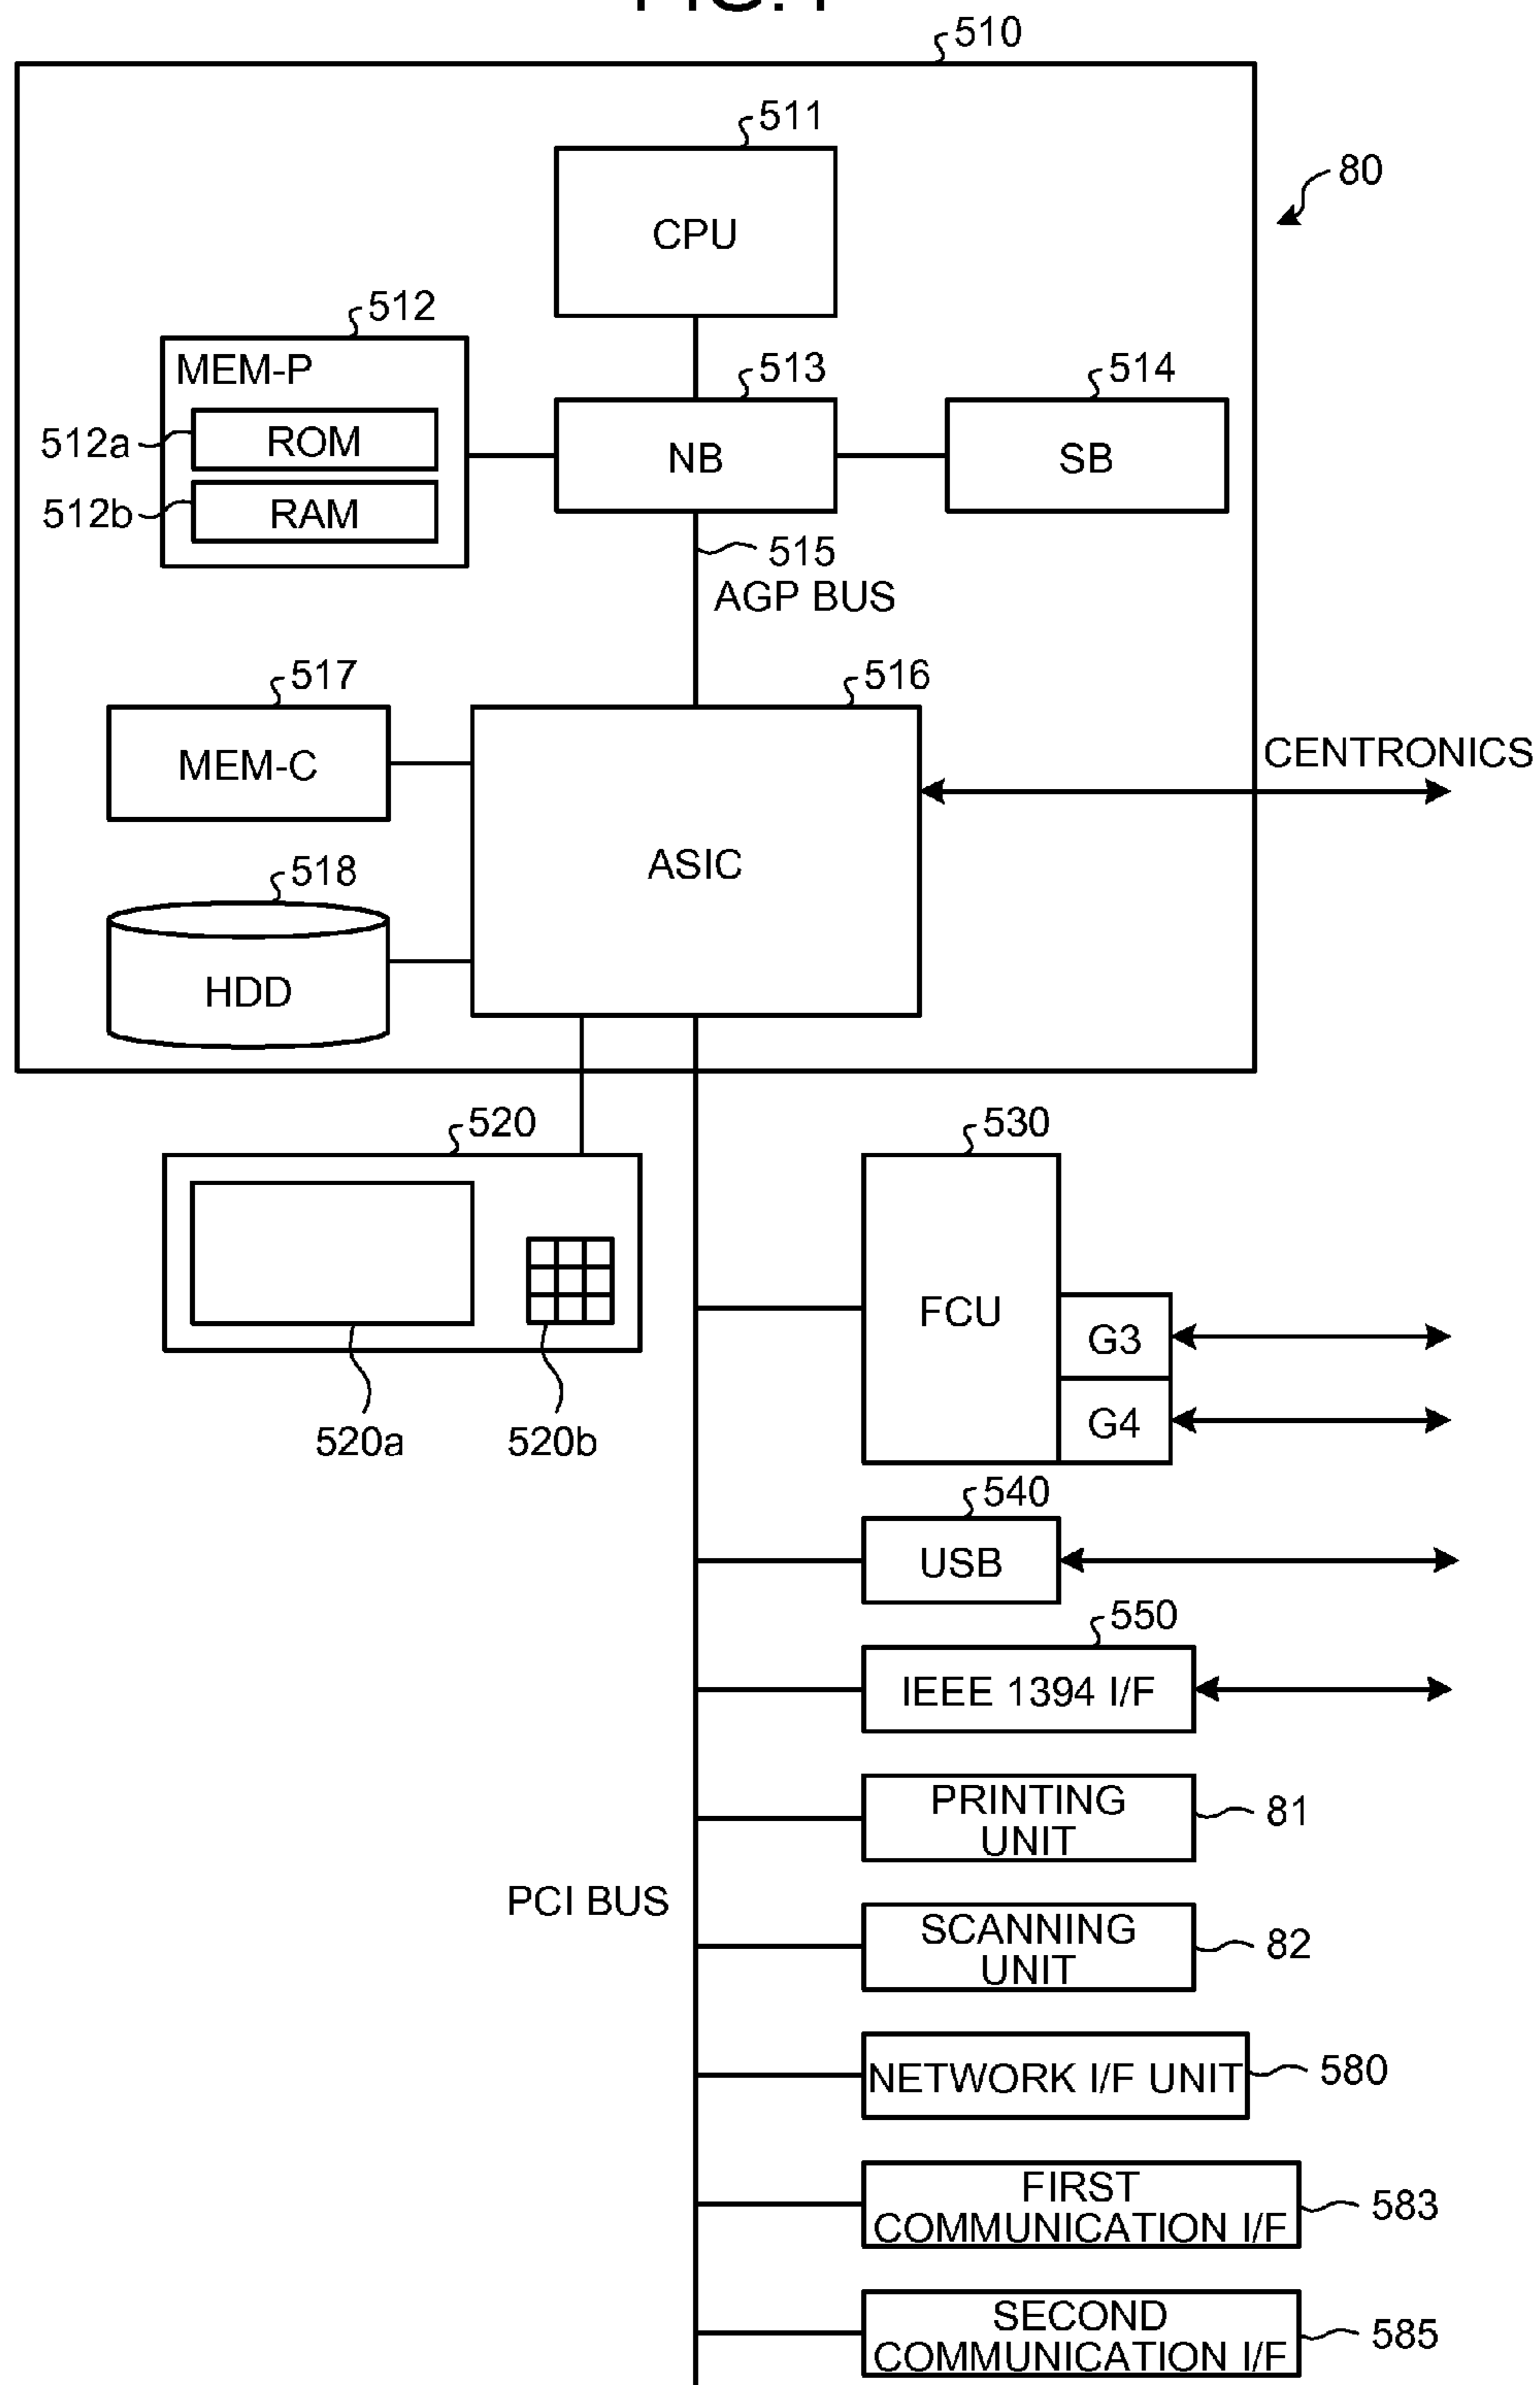 510
511
80
CPU
512
MEM-P
513
514
512a
ROM
NB
SB
512b
RAM
515
AGP BUS
517
516
MEM-C
CENTRONICS
ASIC
518
HDD
520
530
FCU
G3
G4
520a
520b
540
USB
550
IEEE 1394 I/F
PRINTING
UNIT
81
PCI BUS
SCANNING
UNIT
82
NETWORK I/F UNIT
580
FIRST
COMMUNICATION I/F
583
SECOND
COMMUNICATION I/F
585